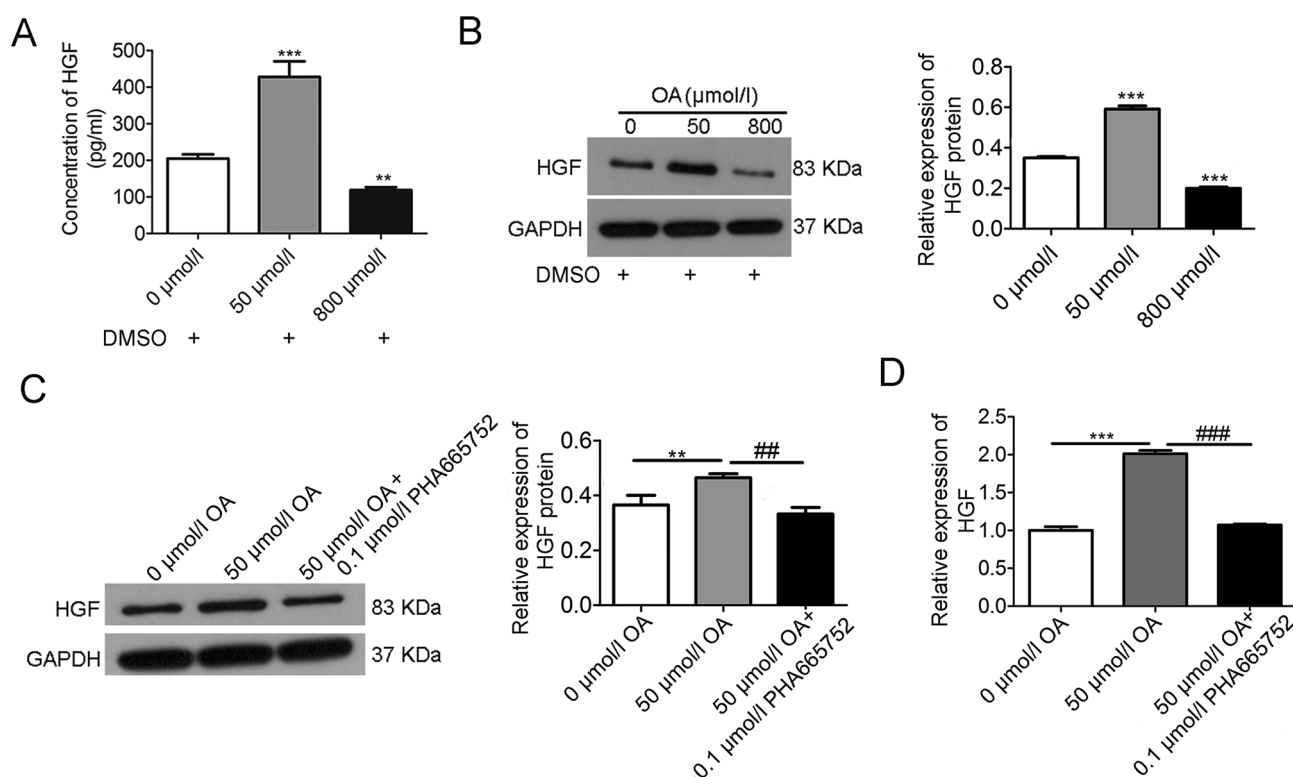 A
Concentration of HGF
(pg/ml)
500
400
300
200
100
0
***
**
0 µmol/l
50 µmol/l
800 µmol/l
DMSO + + +
B
OA (µmol/l)
0 50 800
HGF 83 KDa
GAPDH 37 KDa
DMSO + + +
Relative expression of
HGF protein
0.8
0.6
0.4
0.2
0.0
***
***
0 µmol/l
50 µmol/l
800 µmol/l
C
0 µmol/l OA
50 µmol/l OA
50 µmol/l OA+
0.1 µmol/l PHA665752
HGF 83 KDa
GAPDH 37 KDa
Relative expression of
HGF protein
0.6
0.4
0.2
0.0
**
##
0 µmol/l OA
50 µmol/l OA
50 µmol/l OA+
0.1 µmol/l PHA665752
D
Relative expression of
HGF
2.5
2.0
1.5
1.0
0.5
0.0
***
###
0 µmol/l OA
50 µmol/l OA
50 µmol/l OA+
0.1 µmol/l PHA665752